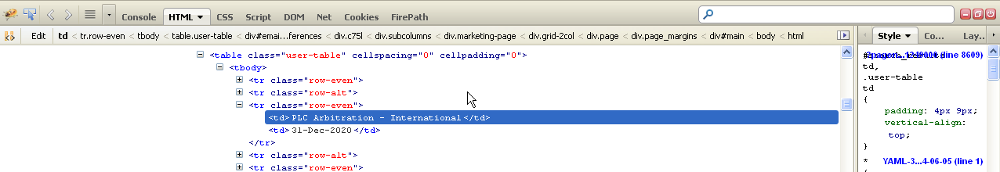 Console HTML CSS Script DOM Net Cookies FirePath
Edit td < tr.row-even < tbody < table.user-table < div#emai...ferences < div.c75l < div.subcolumns < div.marketing-page < div.grid-2col < div.page < div.page_margins < div#main < body < html
Style Co... Lay...
<table class="user-table" cellspacing="0" cellpadding="0">
<tbody>
<tr class="row-even">
<tr class="row-alt">
<tr class="row-even">
<td>PLC Arbitration - International</td>
<td>31-Dec-2020</td>
</tr>
<tr class="row-alt">
<tr class="row-even">
(line 8609)
td,
.user-table
td
{
padding: 4px 9px;
vertical-align:
top;
}
* YAML-3...4-06-05 (line 1)